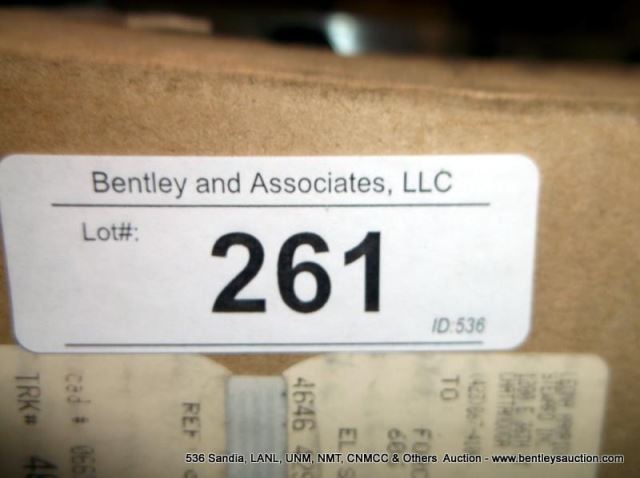 Bentley and Associates, LLC
Lot#:
261
ID:536
TO
REF
cad #
TRK#
4646
536 Sandia, LANL, UNM, NMT, CNMCC & Others Auction - www.bentleysauction.com